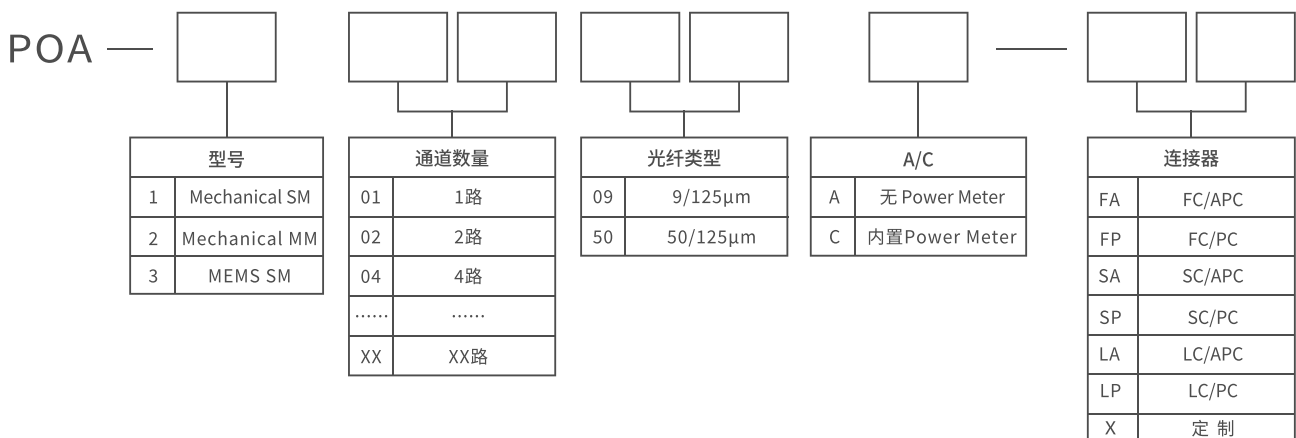 POA
型号
1 Mechanical SM
2 Mechanical MM
3 MEMS SM
通道数量
01 1路
02 2路
04 4路
…… ……
XX XX路
光纤类型
09 9/125μm
50 50/125μm
A/C
A 无 Power Meter
C 内置Power Meter
连接器
FA FC/APC
FP FC/PC
SA SC/APC
SP SC/PC
LA LC/APC
LP LC/PC
X 定 制